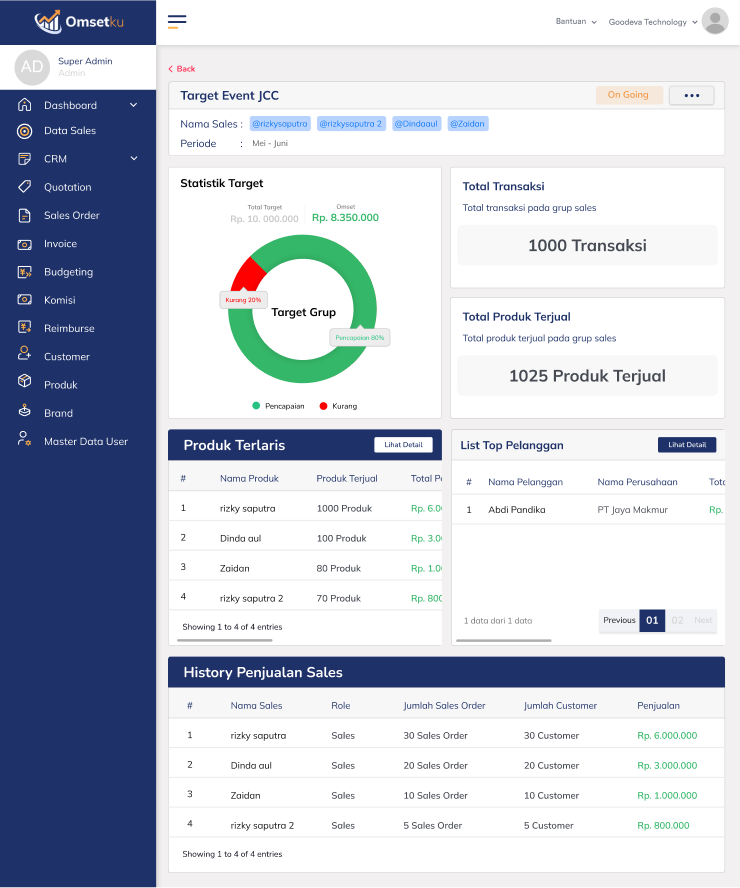 Omsetku
Bantuan
Goodeva Technology
AD
Super Admin
Admin
Dashboard
Data Sales
CRM
Quotation
Sales Order
Invoice
Budgeting
Komisi
Reimburse
Customer
Produk
Brand
Master Data User
Back
Target Event JCC
On Going
Nama Sales : @rizkysaputra @rizkysaputra 2 @Dindaaul @Zaidan
Periode : Mei - Juni
Statistik Target
Total Target
Rp. 10. 000.000
Omset
Rp. 8.350.000
Kurang 20%
Target Grup
Pencapaian 80%
Pencapaian Kurang
Total Transaksi
Total transaksi pada grup sales
1000 Transaksi
Total Produk Terjual
Total produk terjual pada grup sales
1025 Produk Terjual
Produk Terlaris Lihat Detail
# Nama Produk Produk Terjual Total
1 rizky saputra 1000 Produk Rp. 6.0
2 Dinda aul 100 Produk Rp. 3.0
3 Zaidan 80 Produk Rp. 1.0
4 rizky saputra 2 70 Produk Rp. 800
Showing 1 to 4 of 4 entries
List Top Pelanggan Lihat Detail
# Nama Pelanggan Nama Perusahaan
1 Abdi Pandika PT Jaya Makmur Rp.
1 data dari 1 data
Previous 01 02 Next
History Penjualan Sales
# Nama Sales Role Jumlah Sales Order Jumlah Customer Penjualan
1 rizky saputra Sales 30 Sales Order 30 Customer Rp. 6.000.000
2 Dinda aul Sales 20 Sales Order 20 Customer Rp. 3.000.000
3 Zaidan Sales 10 Sales Order 10 Customer Rp. 1.000.000
4 rizky saputra 2 Sales 5 Sales Order 5 Customer Rp. 800.000
Showing 1 to 4 of 4 entries